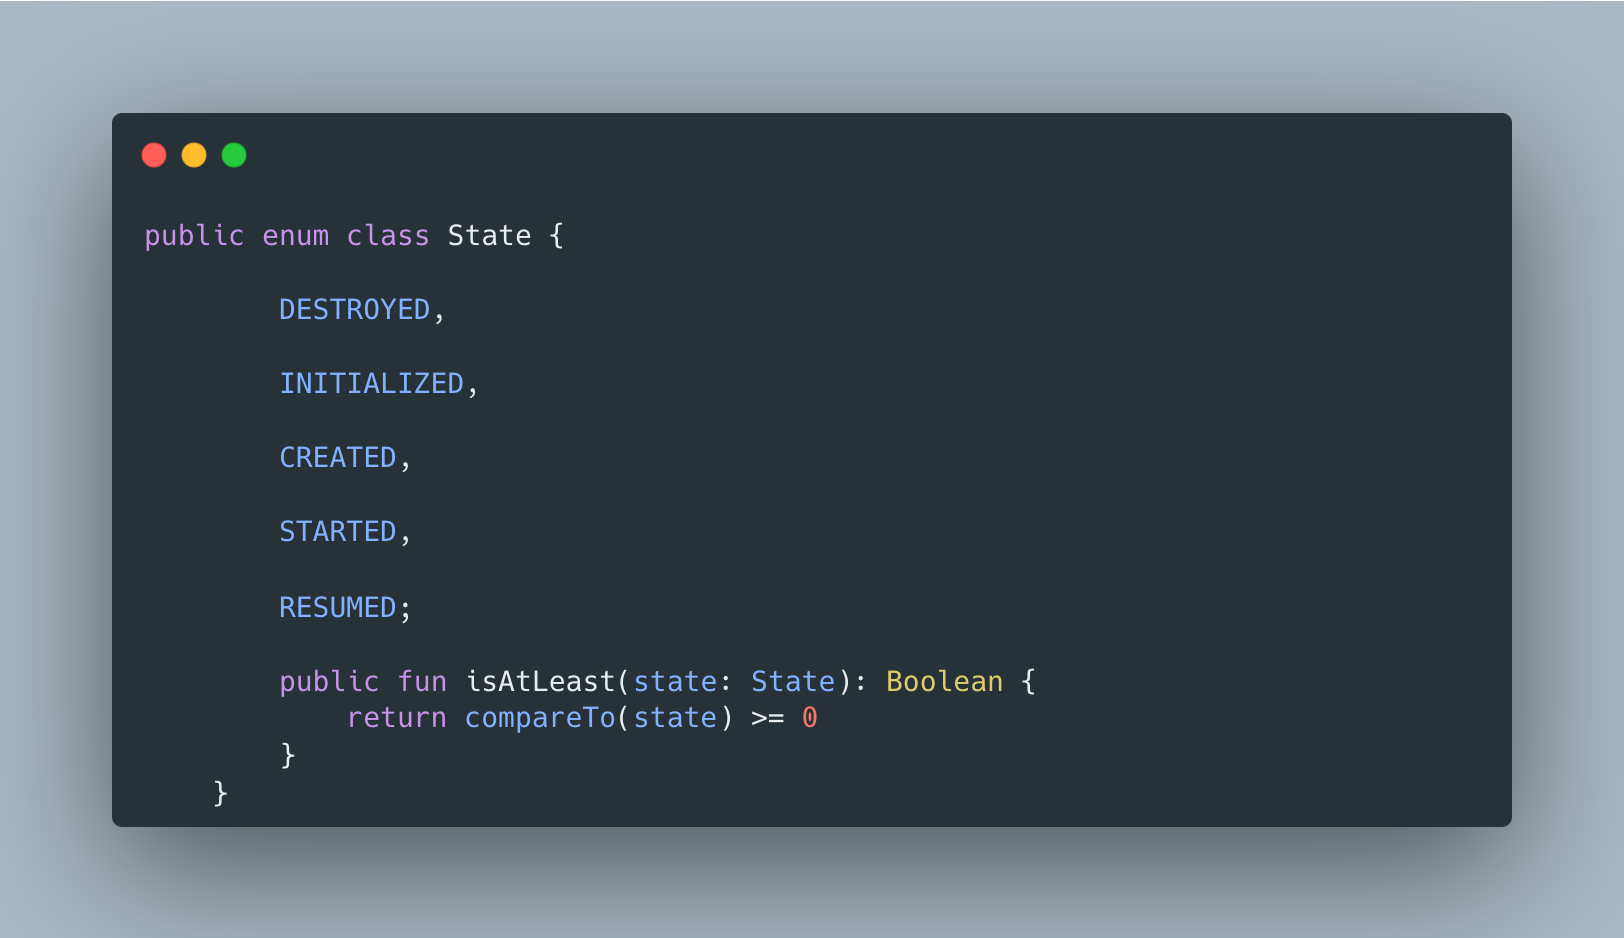 public enum class State {
DESTROYED,
INITIALIZED,
CREATED,
STARTED,
RESUMED;
public fun isAtLeast(state: State): Boolean {
return compareTo(state) >= 0
}
}